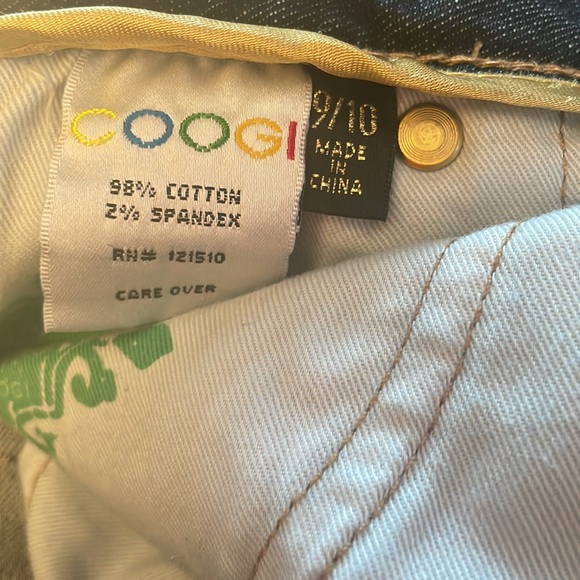 COOGI
98% COTTON
2% SPANDEX
RN# 121510
CARE OVER
9/10
MADE
IN
CHINA